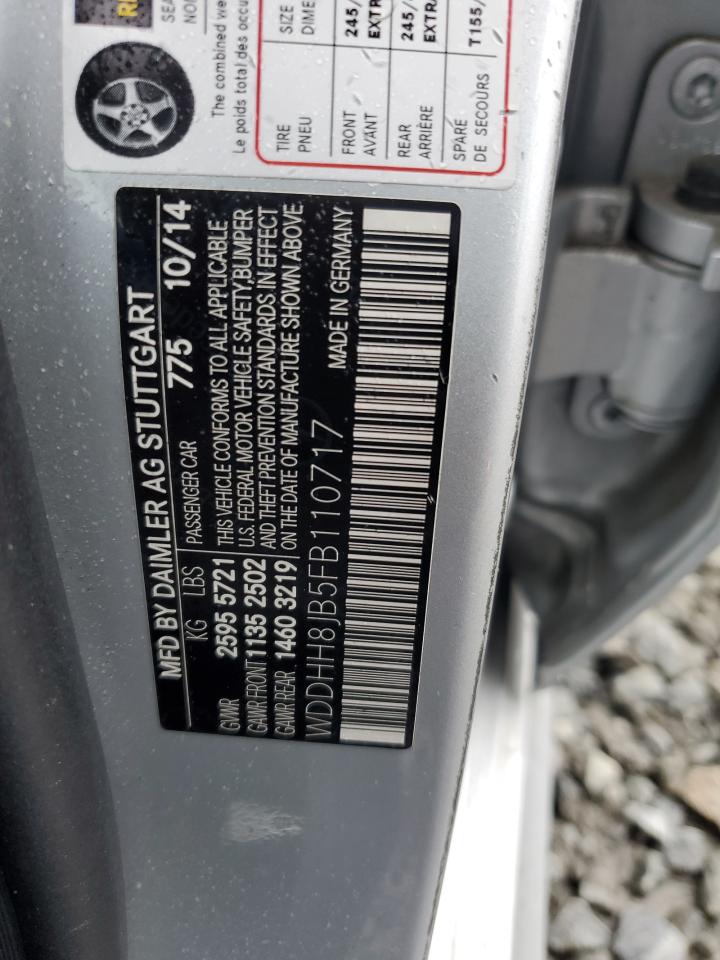 MFD BY DAIMLER AG STUTTGART
KG LBS PASSENGER CAR 775 10/14
GVWR 2595 5721 THIS VEHICLE CONFORMS TO ALL APPLICABLE
GAWR FRONT 1135 2502 U.S. FEDERAL MOTOR VEHICLE SAFETY,BUMPER
GAWR REAR 1460 3219 AND THEFT PREVENTION STANDARDS IN EFFECT
ON THE DATE OF MANUFACTURE SHOWN ABOVE.
WDDHH8JB5FB110717 MADE IN GERMANY
The combined we
Le poids total des occu
TIRE SIZE
PNEU DIME
FRONT 245/
AVANT EXTRA
REAR 245/
ARRIÈRE EXTRA
SPARE T155/
DE SECOURS